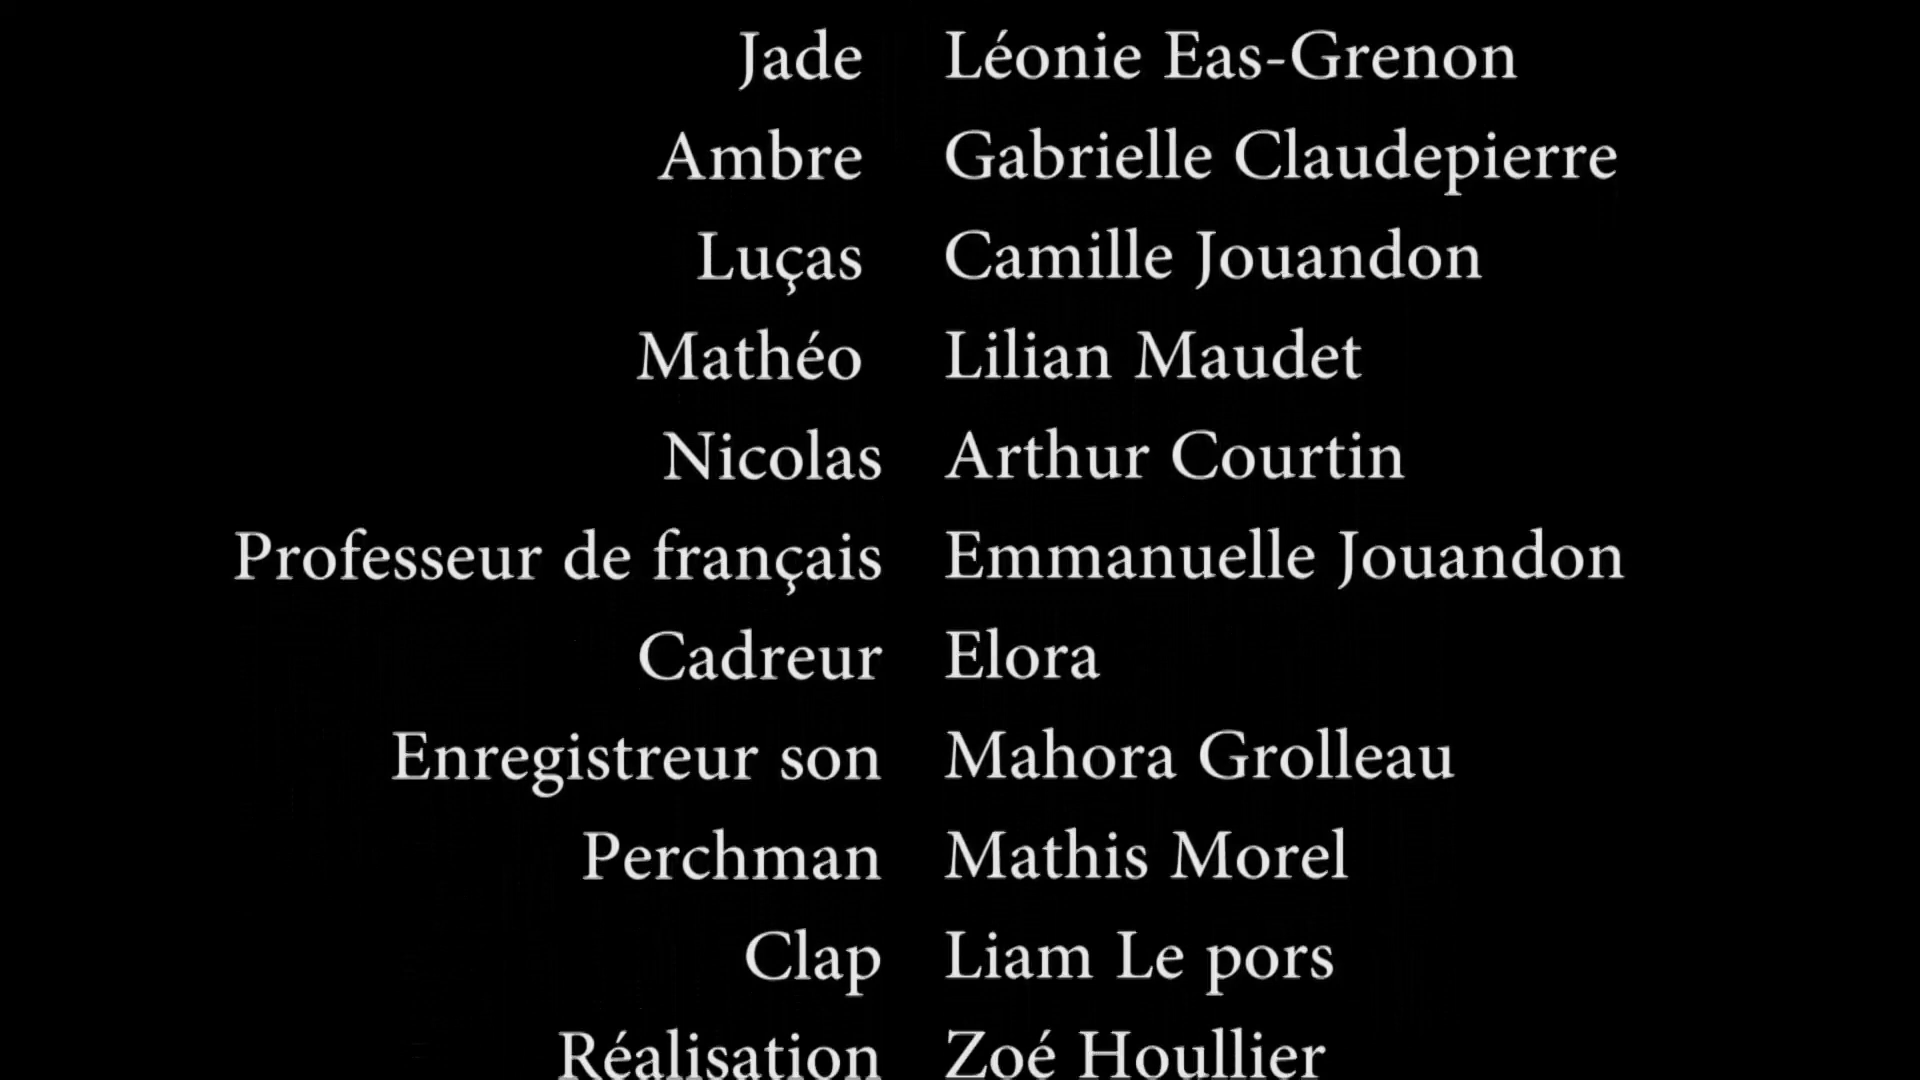 Jade Léonie Eas-Grenon
Ambre Gabrielle Claudepierre
Luças Camille Jouandon
Mathéo Lilian Maudet
Nicolas Arthur Courtin
Professeur de français Emmanuelle Jouandon
Cadreur Elora
Enregistreur son Mahora Grolleau
Perchman Mathis Morel
Clap Liam Le pors
Réalisation Zoé Houllier